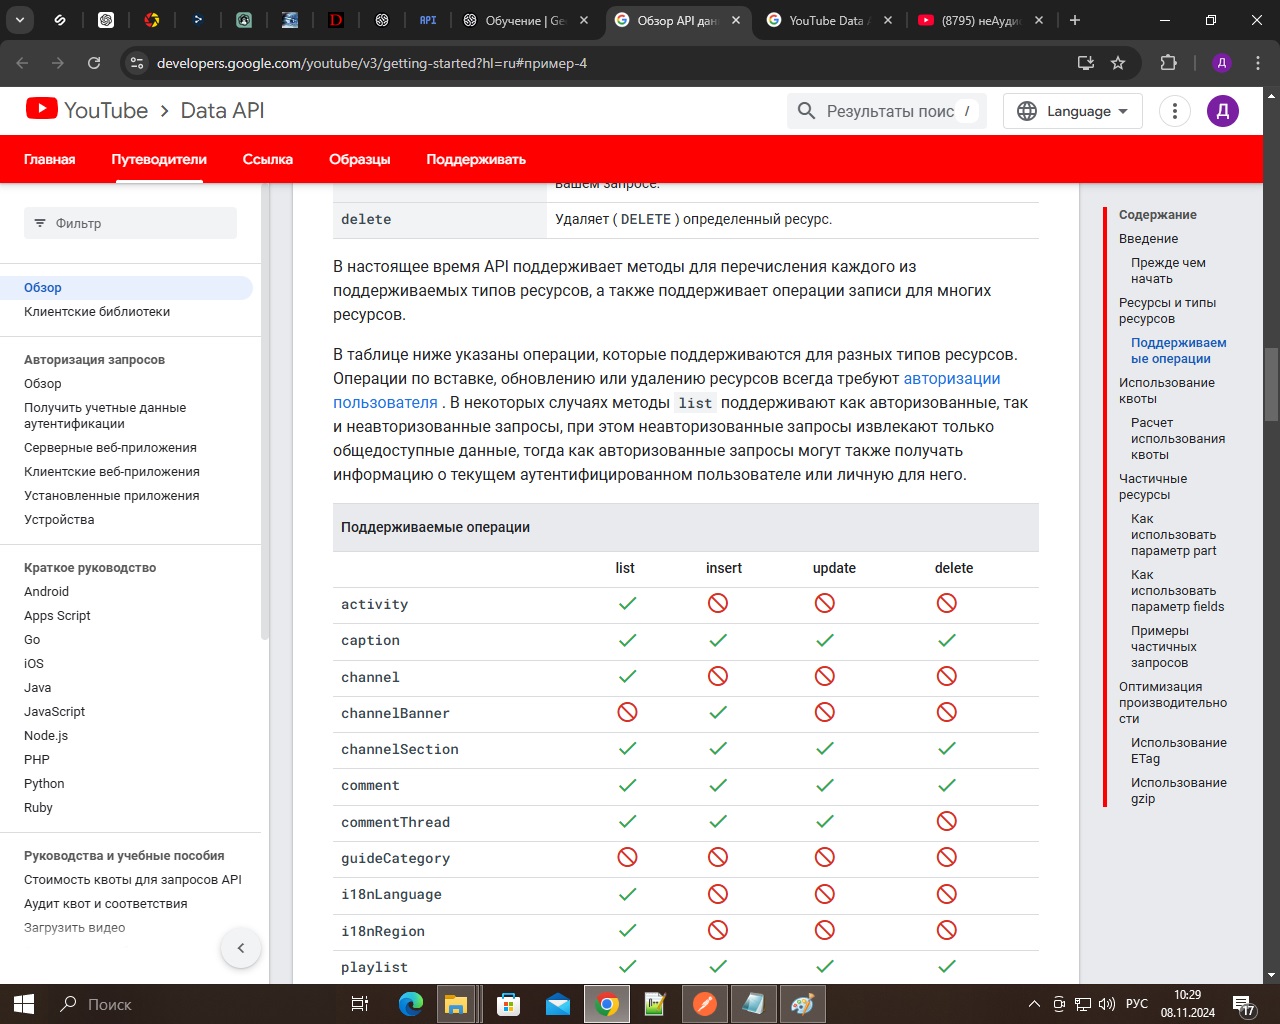 API
Обучение | Ge
Обзор API дан
YouTube Data A
(8795) неАуди
developers.google.com/youtube/v3/getting-started?hl=ru#пример-4
Д
YouTube > Data API
Результаты поис /
Language
Д
Главная
Путеводители
Ссылка
Образцы
Поддерживать
Фильтр
Обзор
Клиентские библиотеки
Авторизация запросов
Обзор
Получить учетные данные
аутентификации
Серверные веб-приложения
Клиентские веб-приложения
Установленные приложения
Устройства
Краткое руководство
Android
Apps Script
Go
iOS
Java
JavaScript
Node.js
PHP
Python
Ruby
Руководства и учебные пособия
Стоимость квоты для запросов API
Аудит квот и соответствия
Загрузить видео
вашем запросе.
delete Удаляет ( DELETE ) определенный ресурс.
В настоящее время API поддерживает методы для перечисления каждого из
поддерживаемых типов ресурсов, а также поддерживает операции записи для многих
ресурсов.
В таблице ниже указаны операции, которые поддерживаются для разных типов ресурсов.
Операции по вставке, обновлению или удалению ресурсов всегда требуют авторизации
пользователя . В некоторых случаях методы list поддерживают как авторизованные, так
и неавторизованные запросы, при этом неавторизованные запросы извлекают только
общедоступные данные, тогда как авторизованные запросы могут также получать
информацию о текущем аутентифицированном пользователе или личную для него.
Поддерживаемые операции
list insert update delete
activity
caption
channel
channelBanner
channelSection
comment
commentThread
guideCategory
i18nLanguage
i18nRegion
playlist
Содержание
Введение
Прежде чем
начать
Ресурсы и типы
ресурсов
Поддерживаем
ые операции
Использование
квоты
Расчет
использования
квоты
Частичные
ресурсы
Как
использовать
параметр part
Как
использовать
параметр fields
Примеры
частичных
запросов
Оптимизация
производительно
сти
Использование
ETag
Использование
gzip
Поиск
РУС
10:29
08.11.2024
17